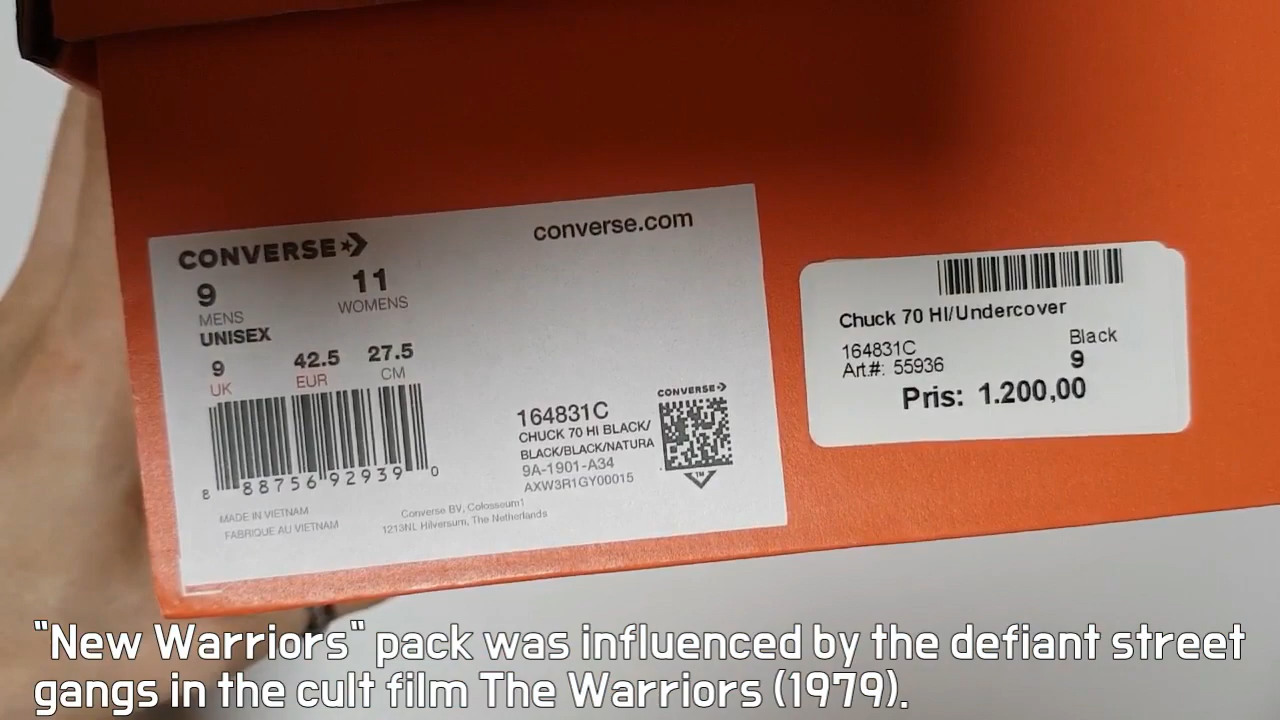 CONVERSE
converse.com
9 11
MENS WOMENS
UNISEX
9 42.5 27.5
UK EUR CM
8 88756 92939 0
164831C
CHUCK 70 HI BLACK/
BLACK/BLACK/NATURA
9A-1901-A34
AXW3R1GY00015
CONVERSE
TM
MADE IN VIETNAM
FABRIQUE AU VIETNAM
Converse BV, Colosseum1
1213NL Hilversum, The Netherlands
Chuck 70 HI/Undercover
164831C Black
Art.#: 55936 9
Pris: 1.200,00
"New Warriors" pack was influenced by the defiant street
gangs in the cult film The Warriors (1979).